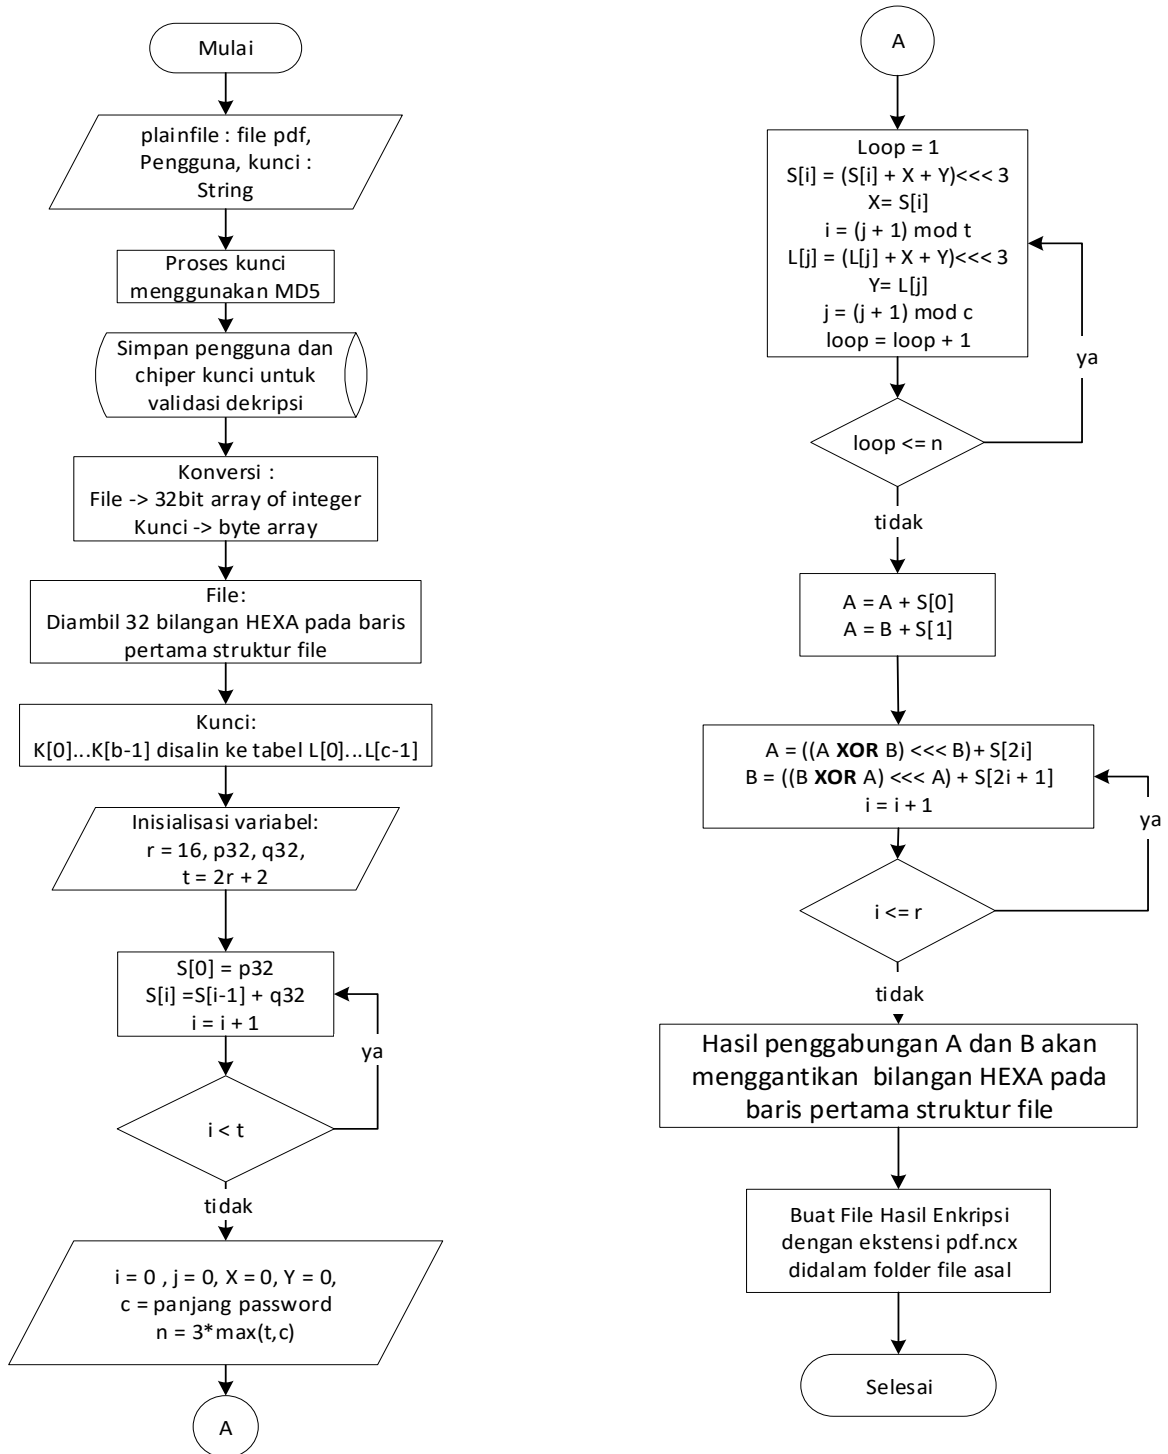 Mulai
plainfile : file pdf,
Pengguna, kunci :
String
Proses kunci
menggunakan MD5
Simpan pengguna dan
chiper kunci untuk
validasi dekripsi
Konversi :
File -> 32bit array of integer
Kunci -> byte array
File:
Diambil 32 bilangan HEXA pada baris
pertama struktur file
Kunci:
K[0]...K[b-1] disalin ke tabel L[0]...L[c-1]
Inisialisasi variabel:
r = 16, p32, q32,
t = 2r + 2
S[0] = p32
S[i] =S[i-1] + q32
i = i + 1
ya
i < t
tidak
i = 0 , j = 0, X = 0, Y = 0,
c = panjang password
n = 3*max(t,c)
A
A
Loop = 1
S[i] = (S[i] + X + Y)<<< 3
X= S[i]
i = (j + 1) mod t
L[j] = (L[j] + X + Y)<<< 3
Y= L[j]
j = (j + 1) mod c
loop = loop + 1
ya
loop <= n
tidak
A = A + S[0]
A = B + S[1]
A = ((A XOR B) <<< B)+ S[2i]
B = ((B XOR A) <<< A) + S[2i + 1]
i = i + 1
ya
i <= r
tidak
Hasil penggabungan A dan B akan
menggantikan bilangan HEXA pada
baris pertama struktur file
Buat File Hasil Enkripsi
dengan ekstensi pdf.ncx
didalam folder file asal
Selesai